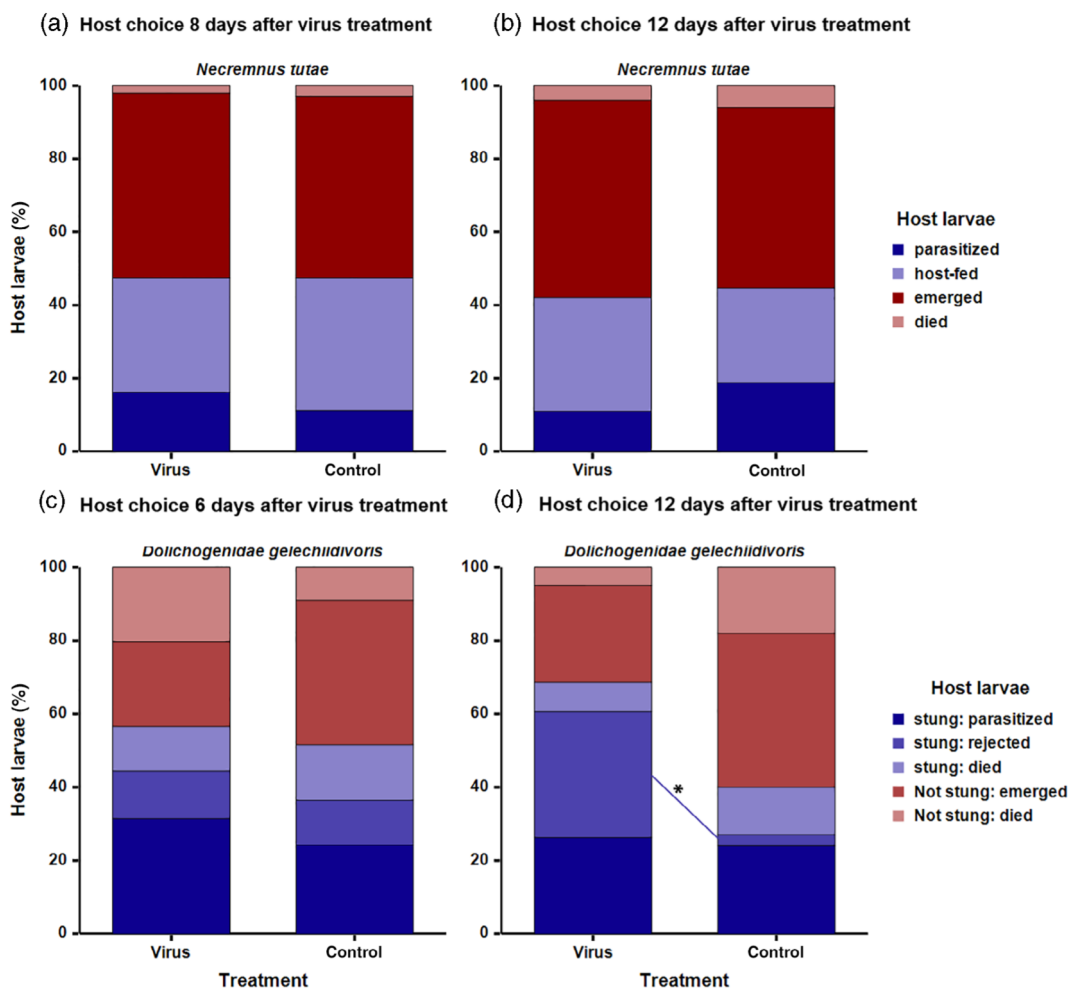 (a) Host choice 8 days after virus treatment
Necremnus tutae
100
80
60
40
20
0
Host larvae (%)
Virus
Control
(b) Host choice 12 days after virus treatment
Necremnus tutae
100
80
60
40
20
0
Virus
Control
Host larvae
parasitized
host-fed
emerged
died
(c) Host choice 6 days after virus treatment
Dolichogenidae gelechiidivoris
100
80
60
40
20
0
Host larvae (%)
Virus
Control
Treatment
(d) Host choice 12 days after virus treatment
Dolichogenidae gelechiidivoris
100
80
60
40
20
0
*
Virus
Control
Treatment
Host larvae
stung: parasitized
stung: rejected
stung: died
Not stung: emerged
Not stung: died